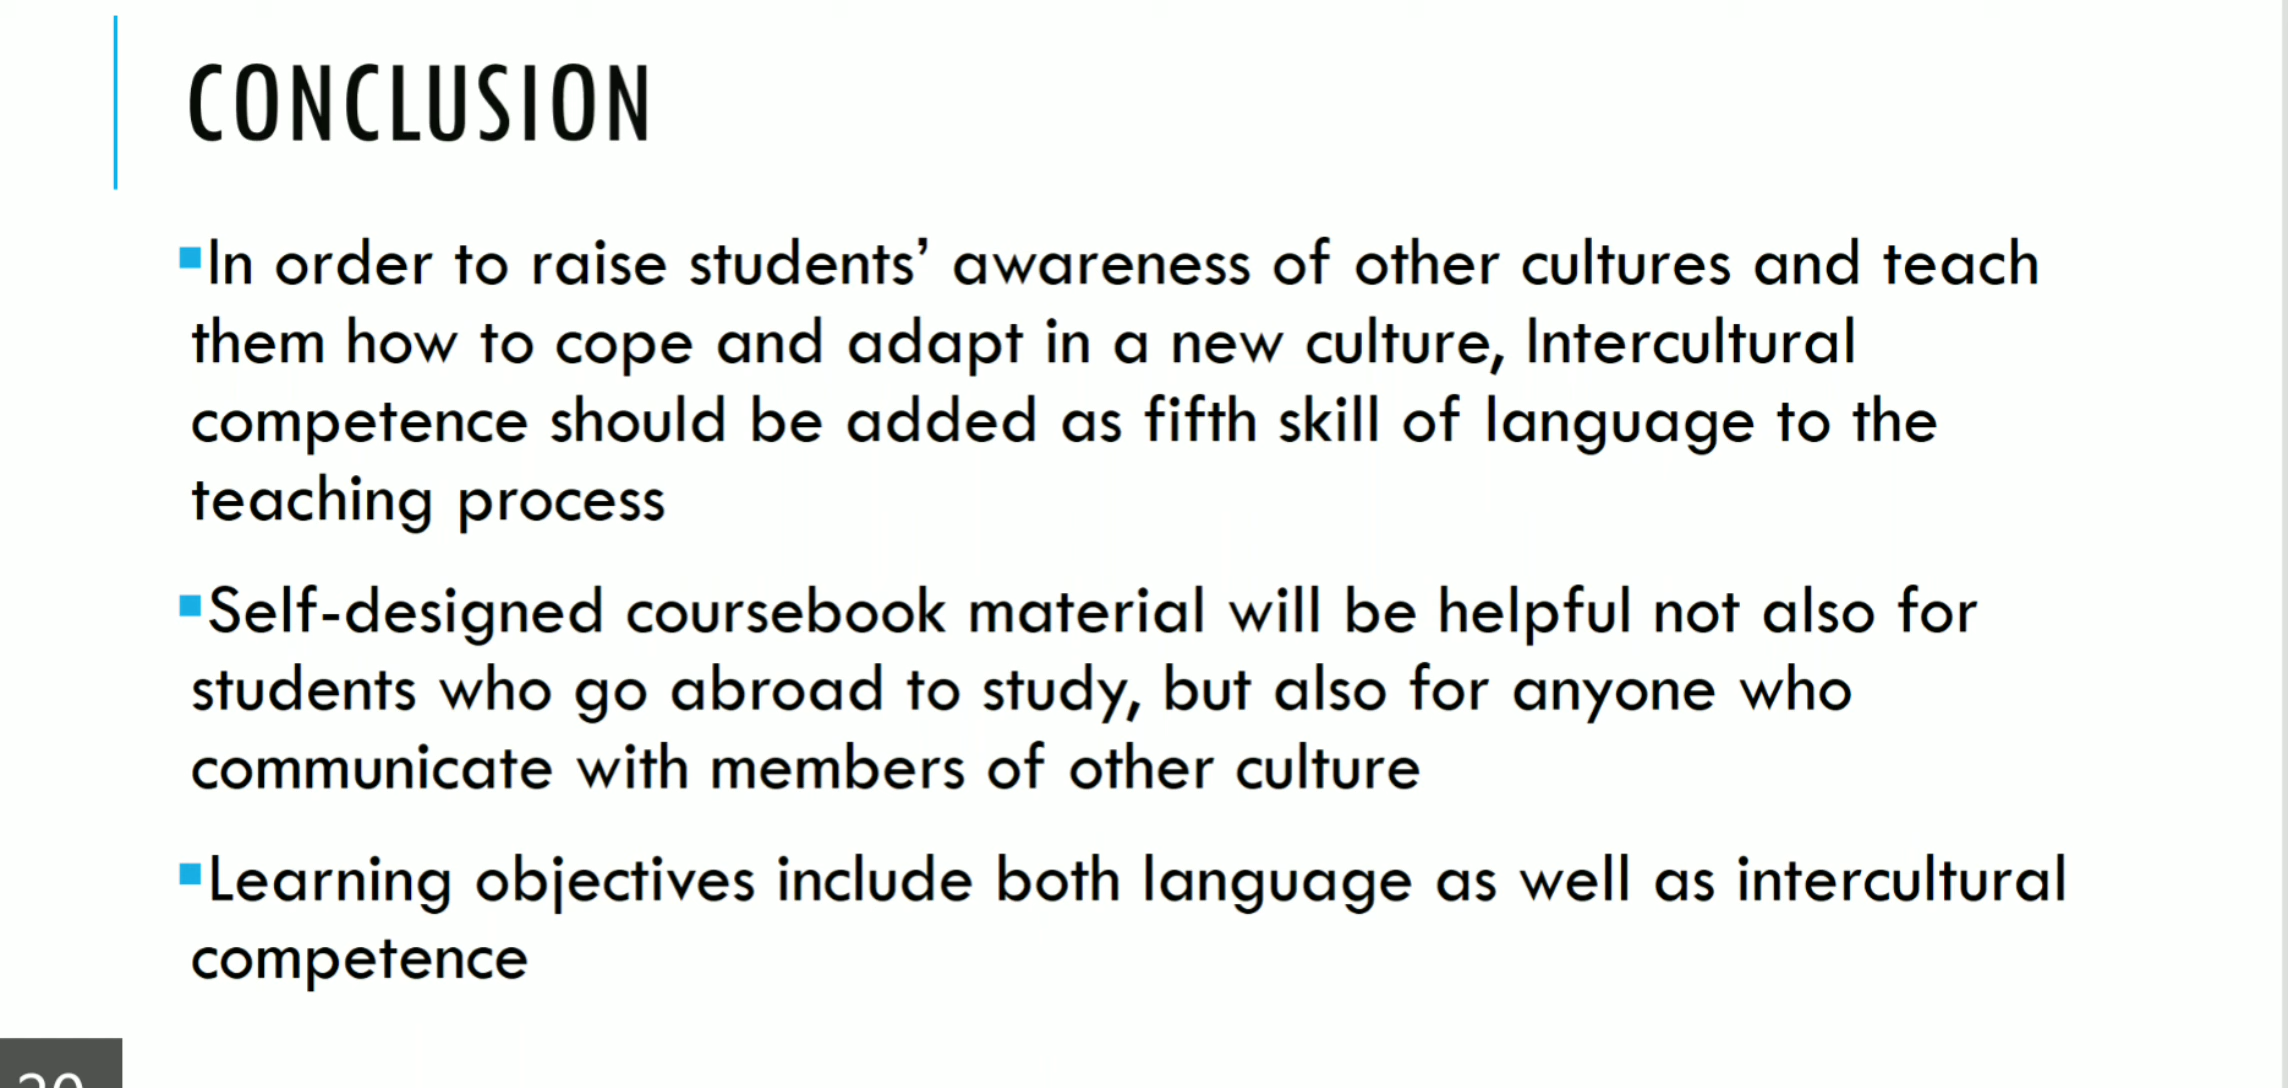 CONCLUSION
▪In order to raise students’ awareness of other cultures and teach
them how to cope and adapt in a new culture, Intercultural
competence should be added as fifth skill of language to the
teaching process
▪Self-designed coursebook material will be helpful not also for
students who go abroad to study, but also for anyone who
communicate with members of other culture
▪Learning objectives include both language as well as intercultural
competence